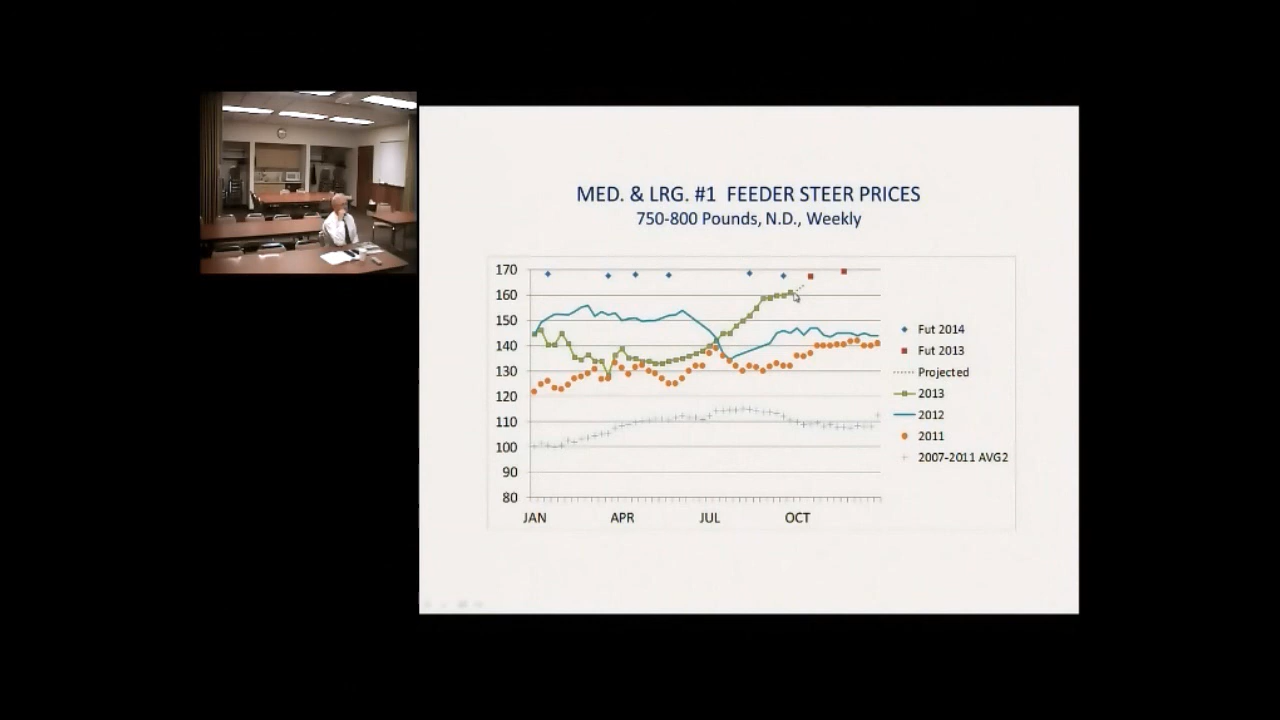 MED. & LRG. #1 FEEDER STEER PRICES
750-800 Pounds, N.D., Weekly
170
160
150
140
130
120
110
100
90
80
JAN APR JUL OCT
Fut 2014
Fut 2013
Projected
2013
2012
2011
2007-2011 AVG2